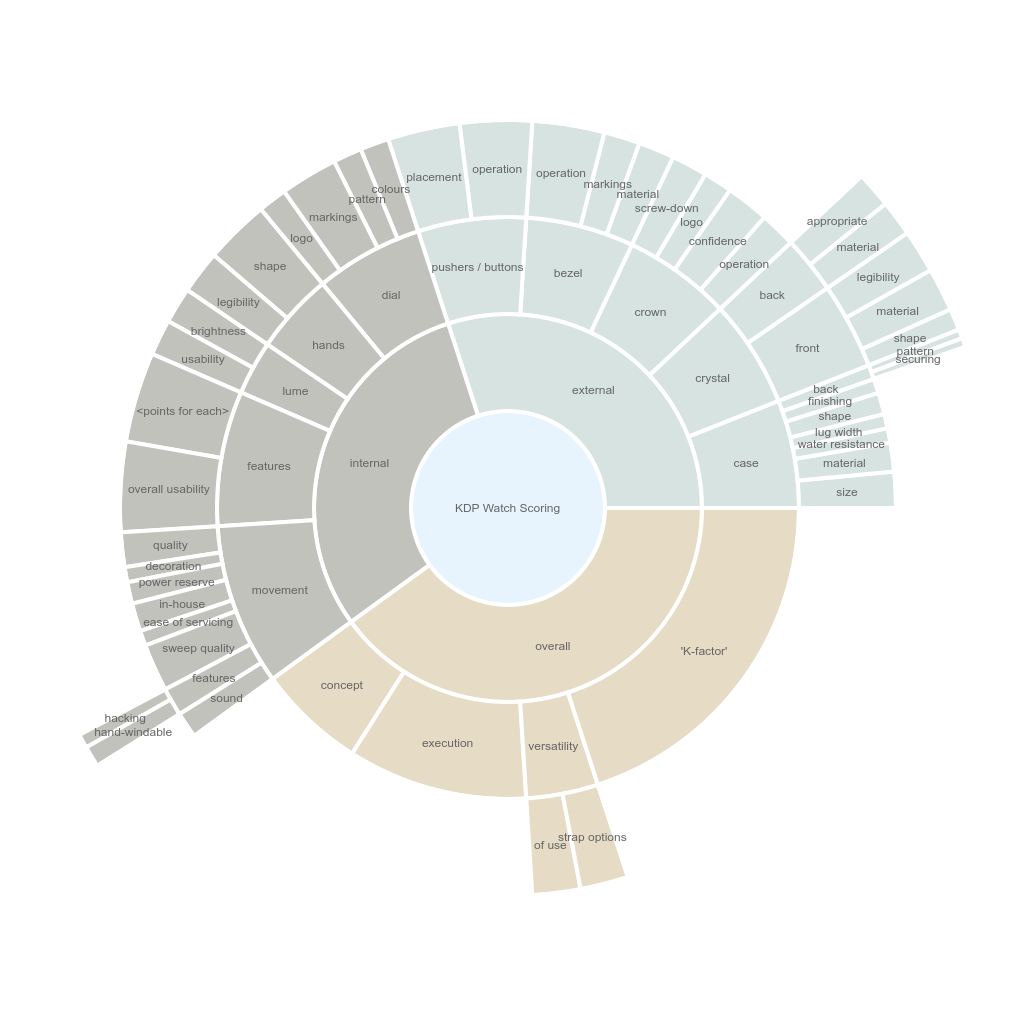 colours
pattern
placement
operation
operation
markings
material
screw-down
logo
confidence
operation
appropriate
material
legibility
material
shape
pattern
securing
markings
logo
shape
legibility
brightness
usability
<points for each>
overall usability
quality
decoration
power reserve
in-house
ease of servicing
sweep quality
features
sound
hacking
hand-windable
dial
hands
lume
features
movement
pushers / buttons
bezel
crown
crystal
back
front
case
back
finishing
shape
lug width
water resistance
material
size
internal
external
KDP Watch Scoring
overall
'K-factor'
concept
execution
versatility
of use
strap options